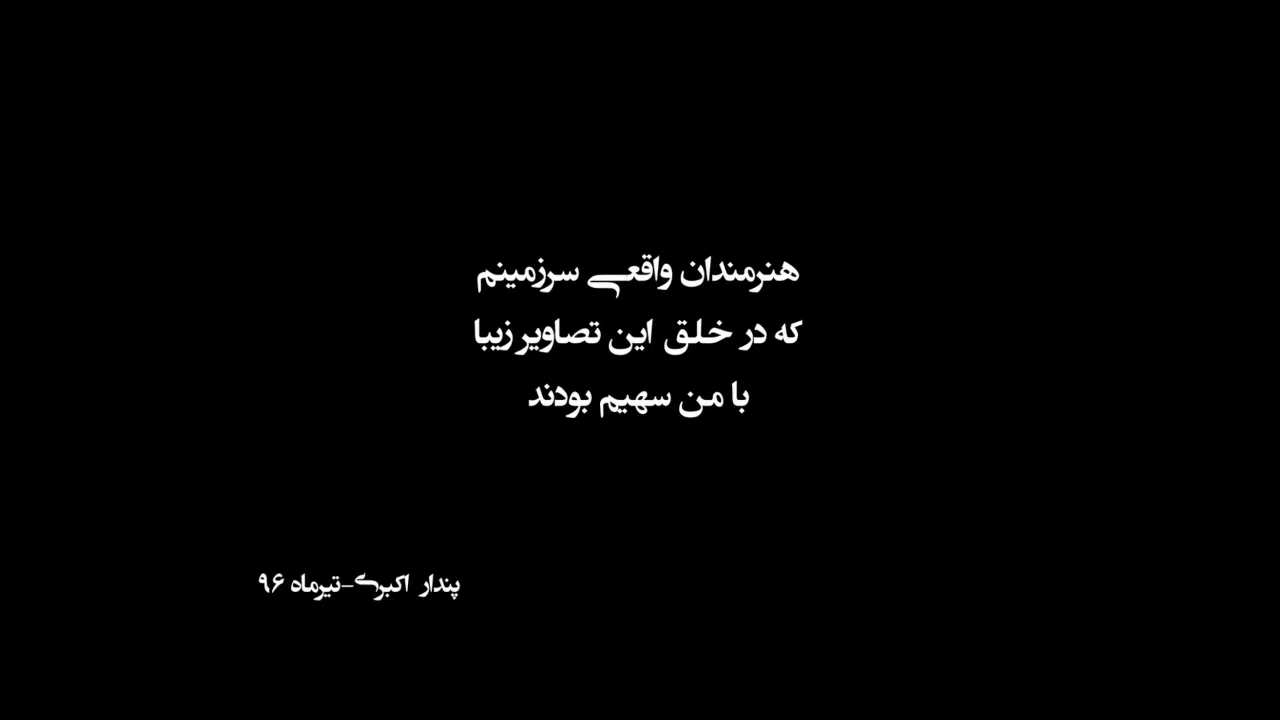 هنرمندان واقعی سرزمینم
که در خلق این تصاویر زیبا
با من سهیم بودند
پندار اکبری-تیرماه ۹۶